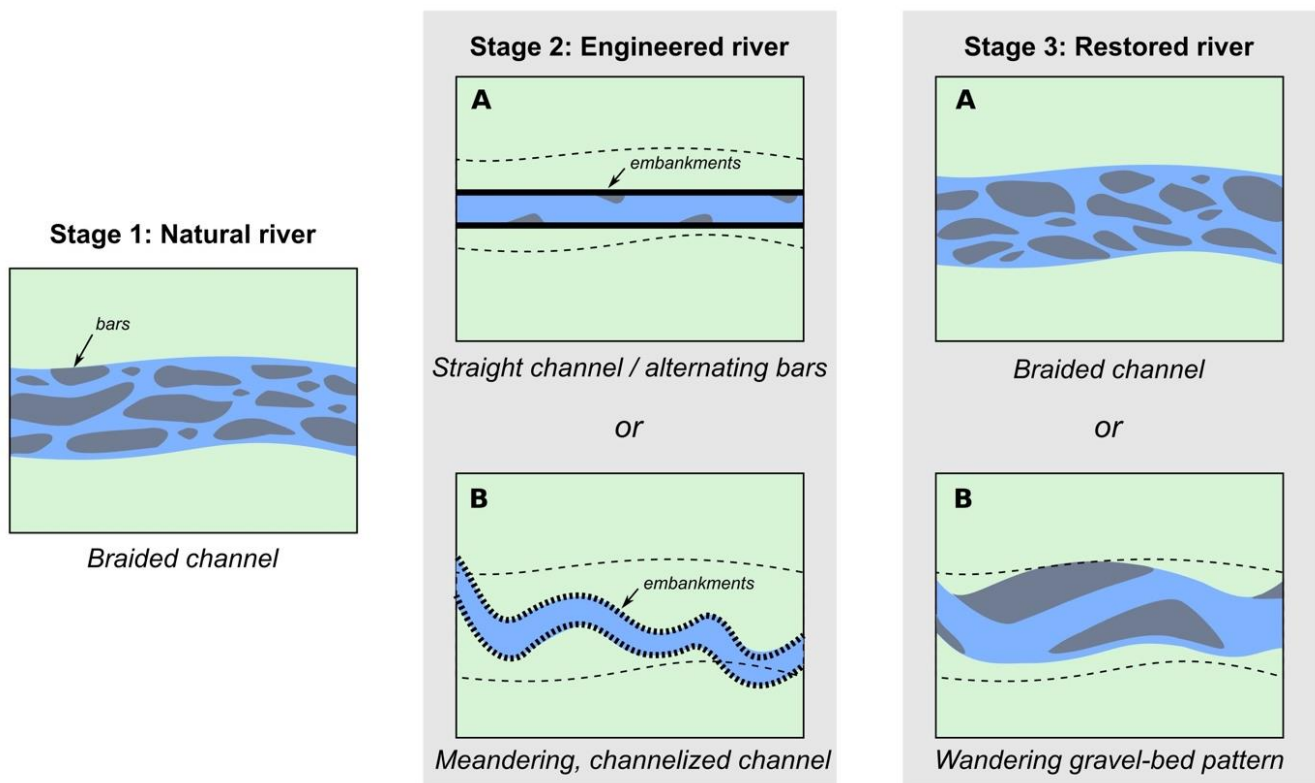 Stage 1: Natural river
bars
Braided channel
Stage 2: Engineered river
A
embankments
Straight channel / alternating bars
or
B
embankments
Meandering, channelized channel
Stage 3: Restored river
A
Braided channel
or
B
Wandering gravel-bed pattern